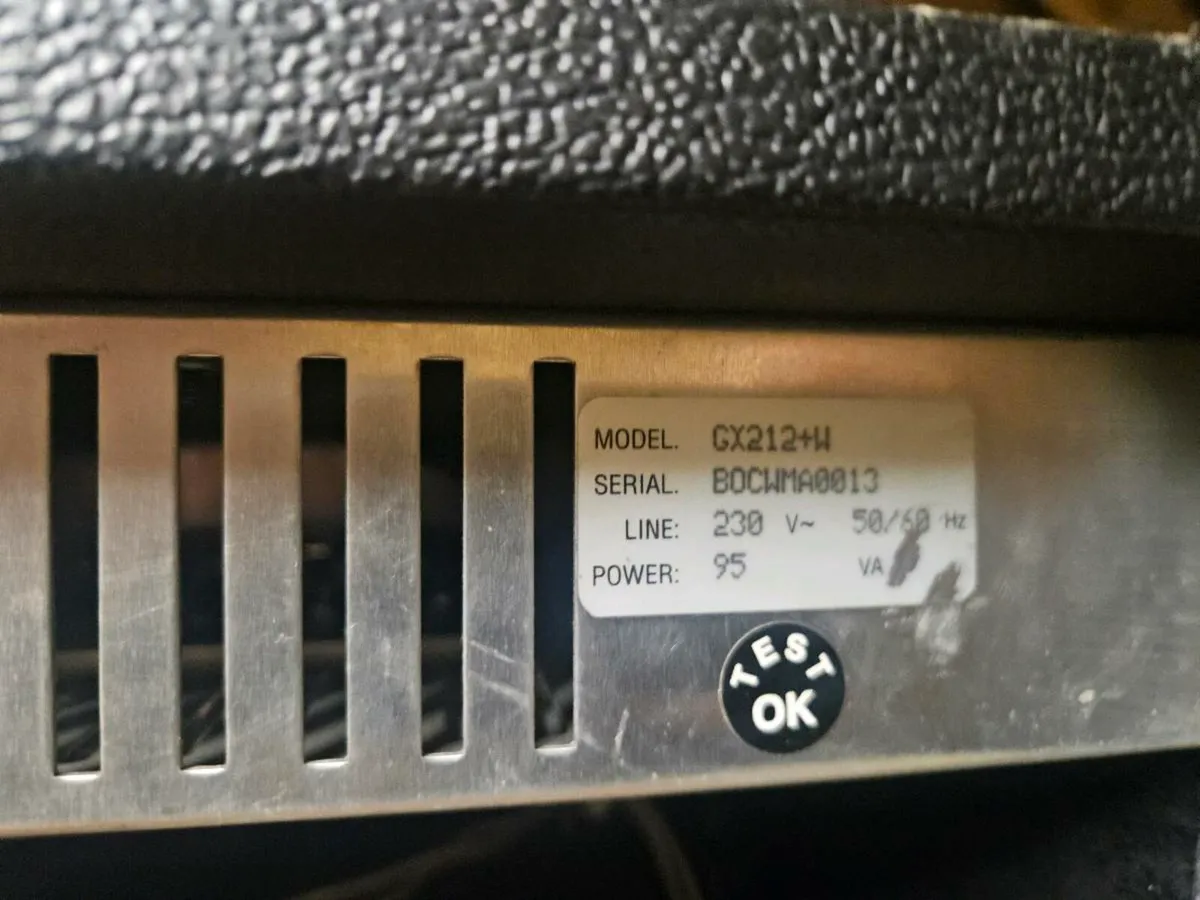 MODEL. GX212+W
SERIAL. BOCWMA0013
LINE: 230 V~ 50/60 Hz
POWER: 95 VA
TEST
OK